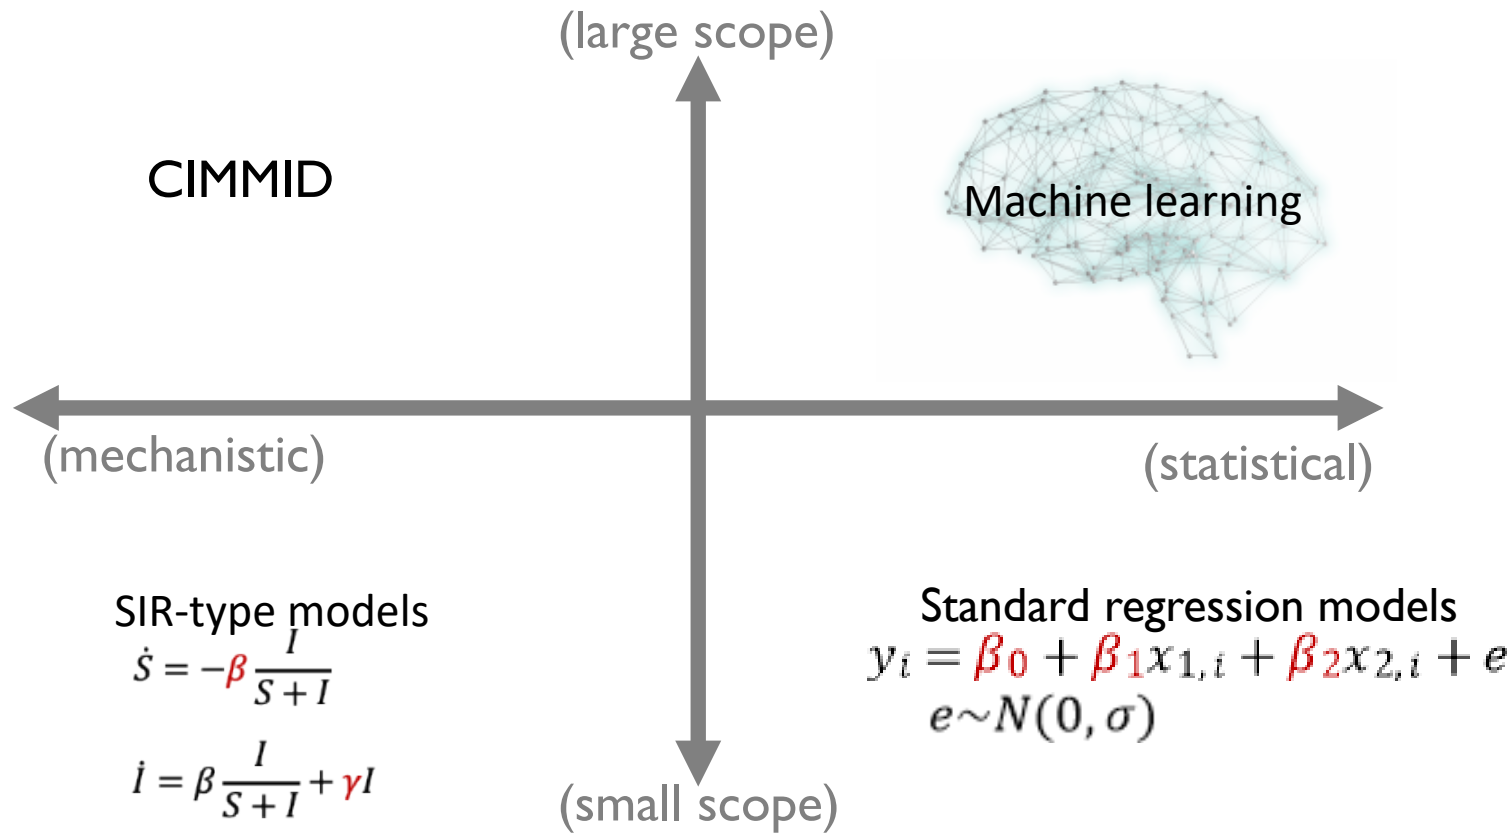 (large scope)
CIMMID
Machine learning
(mechanistic)
(statistical)
SIR-type models
Ṡ = −β I/(S + I)
İ = β I/(S + I) + γI
Standard regression models
yᵢ = β₀ + β₁x₁,ᵢ + β₂x₂,ᵢ + e
e~N(0, σ)
(small scope)